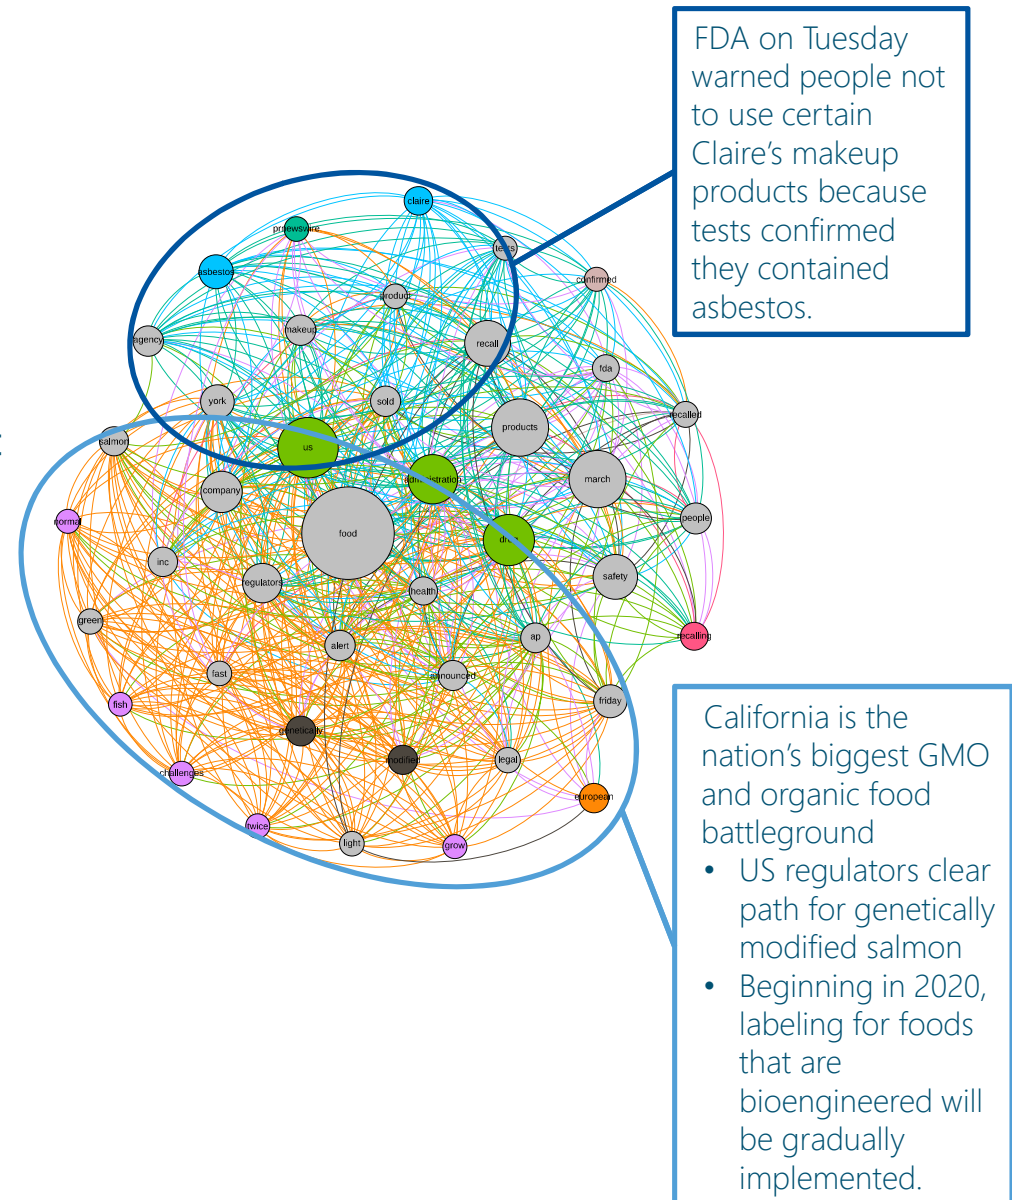 FDA on Tuesday
warned people not
to use certain
Claire's makeup
products because
tests confirmed
they contained
asbestos.
claire
prnewswire
tests
asbestos
confirmed
product
makeup
agency
recall
fda
york
sold
recalled
products
salmon
us
administration
march
company
people
normal
food
drug
inc
safety
regulators
health
green
recalling
alert
ap
fast
announced
fish
friday
genetically
modified
legal
challenges
european
twice
light
grow
:
California is the
nation's biggest GMO
and organic food
battleground
• US regulators clear
path for genetically
modified salmon
• Beginning in 2020,
labeling for foods
that are
bioengineered will
be gradually
implemented.